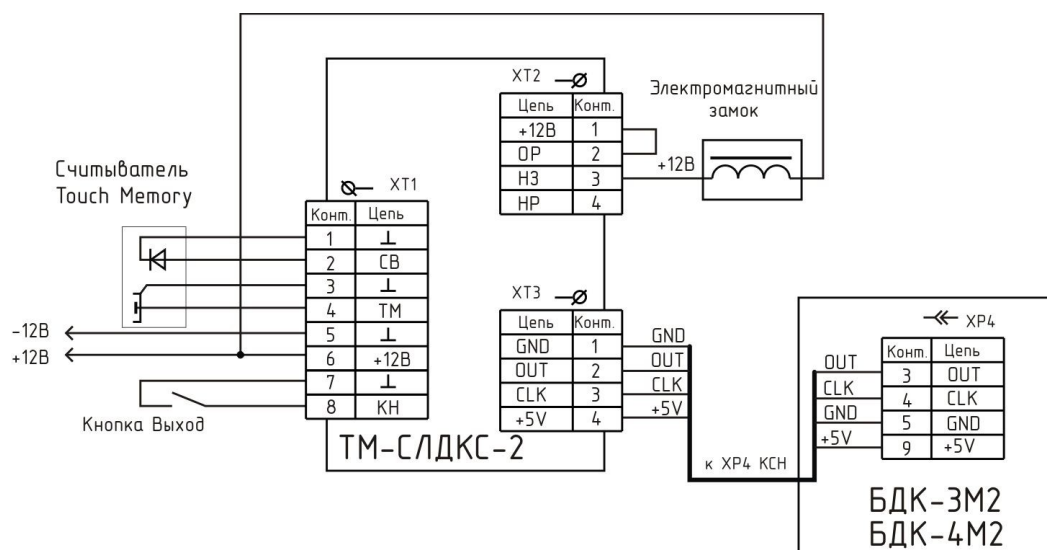 XT2
Цепь Конт.
+12В 1
ОР 2
НЗ 3
НР 4
Электромагнитный
замок
+12В
Считыватель
Touch Memory
XT1
Конт. Цепь
1 ⊥
2 СВ
3 ⊥
4 ТМ
5 ⊥
6 +12В
7 ⊥
8 КН
-12В
+12В
Кнопка Выход
XT3
Цепь Конт.
GND 1
OUT 2
CLK 3
+5V 4
GND
OUT
CLK
+5V
ТМ-СЛДКС-2
к ХР4 КСН
XP4
OUT
CLK
GND
+5V
Конт. Цепь
3 OUT
4 CLK
5 GND
9 +5V
БДК-3М2
БДК-4М2